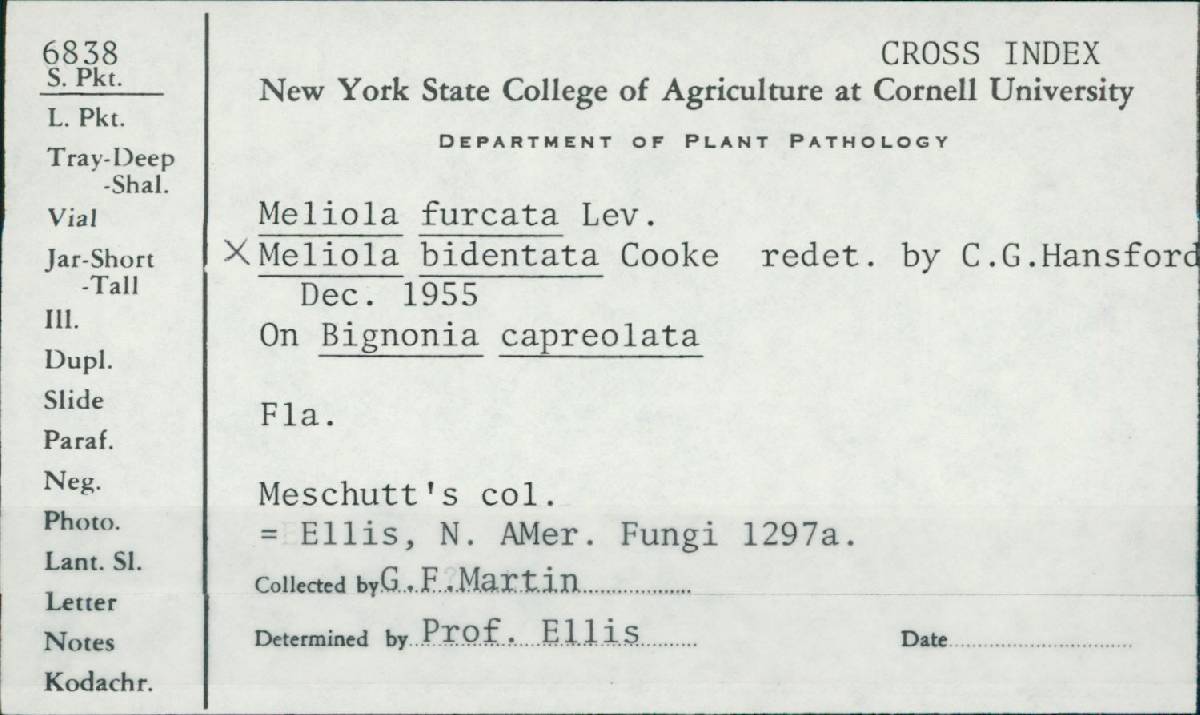 6838
S. Pkt.
L. Pkt.
Tray-Deep
-Shal.
Vial
Jar-Short
-Tall
Ill.
Dupl.
Slide
Paraf.
Neg.
Photo.
Lant. Sl.
Letter
Notes
Kodachr.
CROSS INDEX
New York State College of Agriculture at Cornell University
DEPARTMENT OF PLANT PATHOLOGY
Meliola furcata Lev.
X Meliola bidentata Cooke redet. by C.G.Hansford
Dec. 1955
On Bignonia capreolata
Fla.
Meschutt's col.
= Ellis, N. AMer. Fungi 1297a.
Collected by G.F.Martin
Determined by Prof. Ellis Date